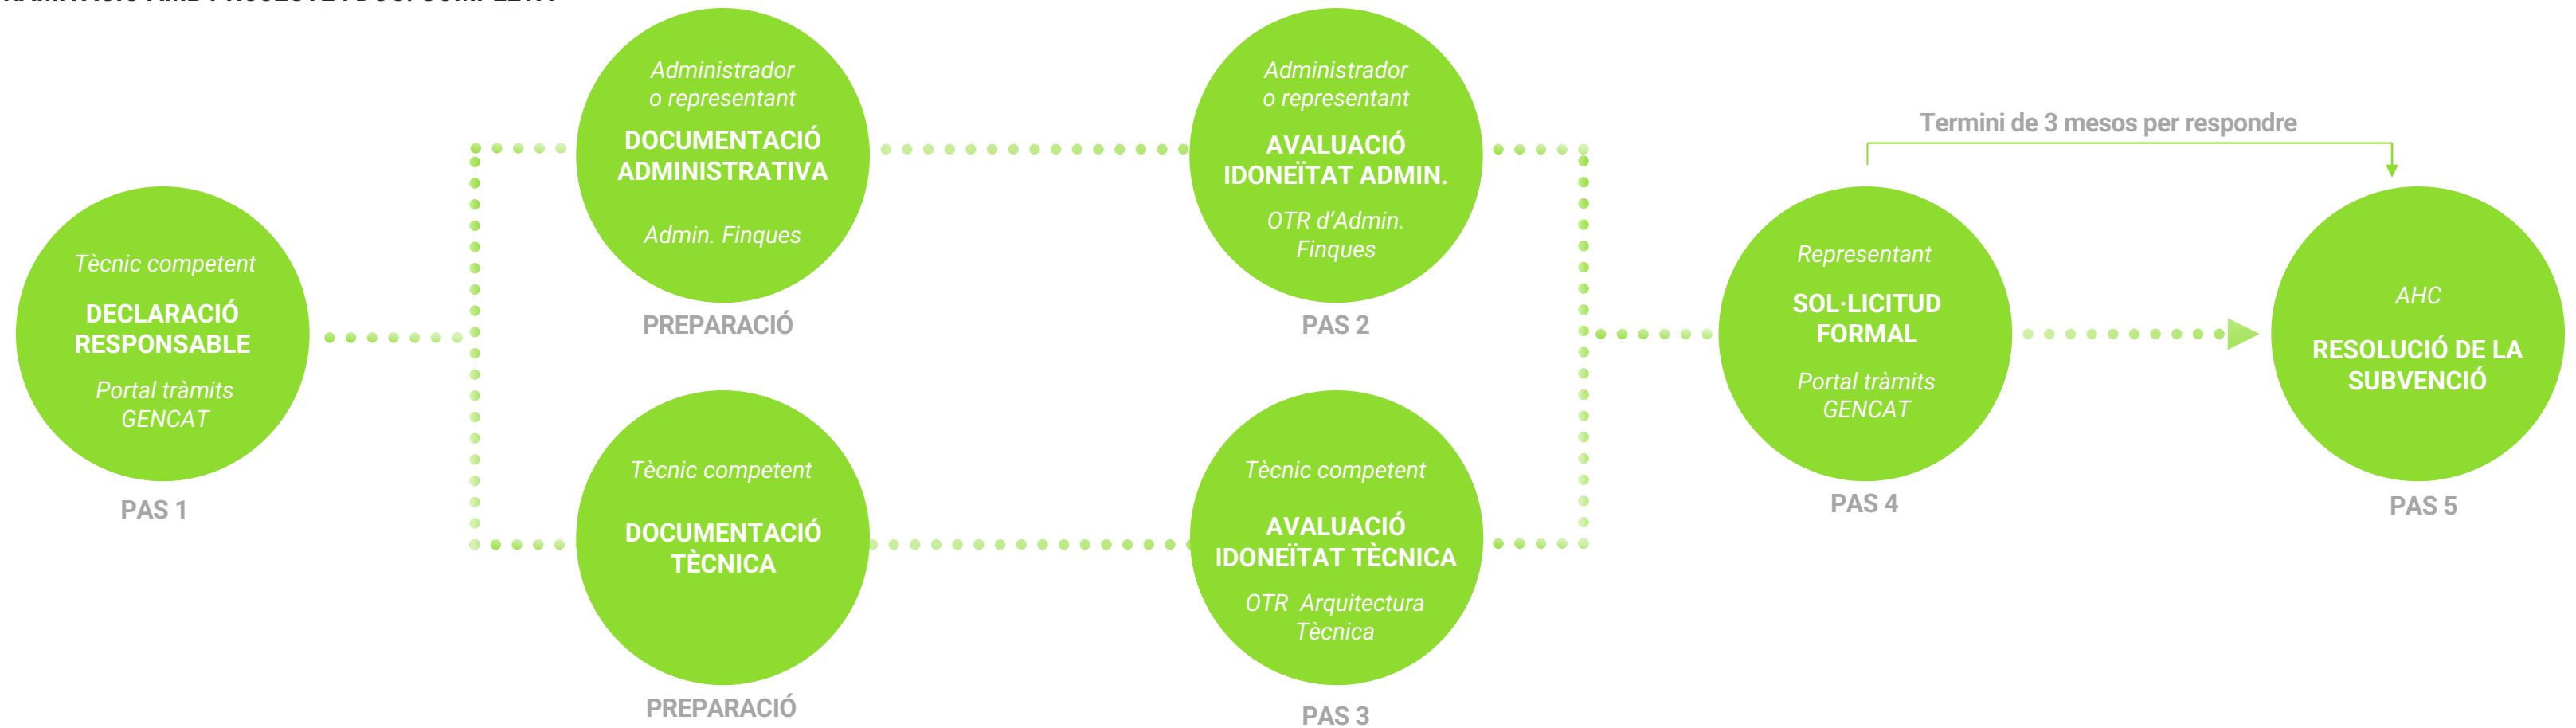 Tècnic competent
DECLARACIÓ
RESPONSABLE
Portal tràmits
GENCAT
PAS 1
Administrador
o representant
DOCUMENTACIÓ
ADMINISTRATIVA
Admin. Finques
PREPARACIÓ
Tècnic competent
DOCUMENTACIÓ
TÈCNICA
PREPARACIÓ
Administrador
o representant
AVALUACIÓ
IDONEÏTAT ADMIN.
OTR d’Admin.
Finques
PAS 2
Tècnic competent
AVALUACIÓ
IDONEÏTAT TÈCNICA
OTR Arquitectura
Tècnica
PAS 3
Termini de 3 mesos per respondre
Representant
SOL·LICITUD
FORMAL
Portal tràmits
GENCAT
PAS 4
AHC
RESOLUCIÓ DE LA
SUBVENCIÓ
PAS 5